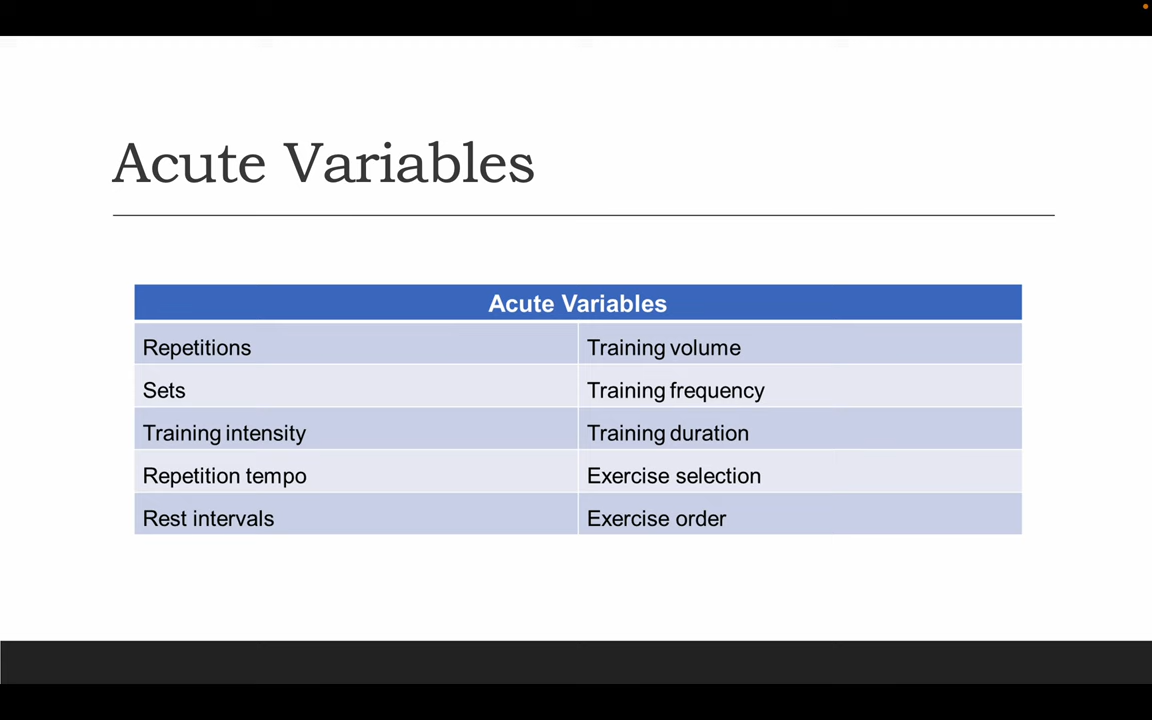 Acute Variables
Acute Variables
Repetitions
Training volume
Sets
Training frequency
Training intensity
Training duration
Repetition tempo
Exercise selection
Rest intervals
Exercise order